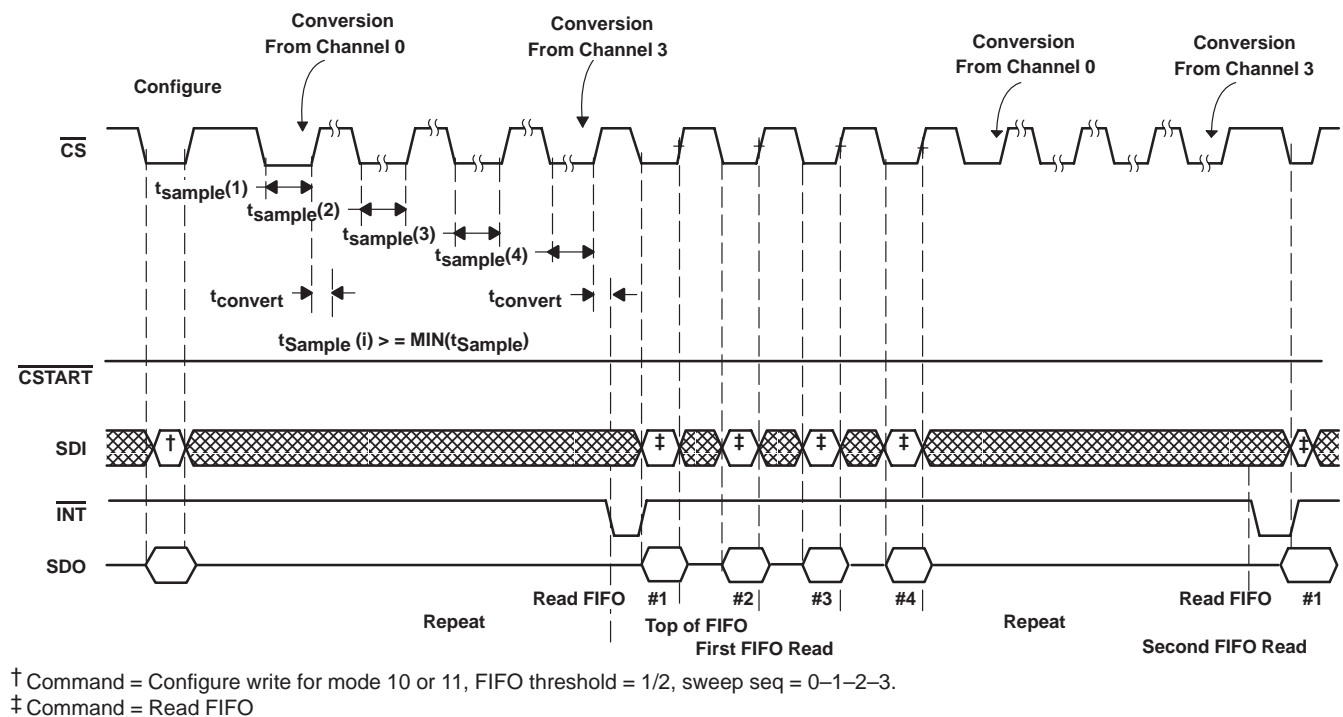 Conversion
From Channel 0
Conversion
From Channel 3
Conversion
From Channel 0
Conversion
From Channel 3
Configure
CS
tsample(1)
tsample(2)
tsample(3)
tsample(4)
tconvert
tconvert
tSample (i) > = MIN(tSample)
CSTART
SDI
† ‡ ‡ ‡ ‡ ‡
INT
SDO
Read FIFO #1 #2 #3 #4 Read FIFO #1
Repeat Top of FIFO Repeat
First FIFO Read Second FIFO Read
† Command = Configure write for mode 10 or 11, FIFO threshold = 1/2, sweep seq = 0–1–2–3.
‡ Command = Read FIFO